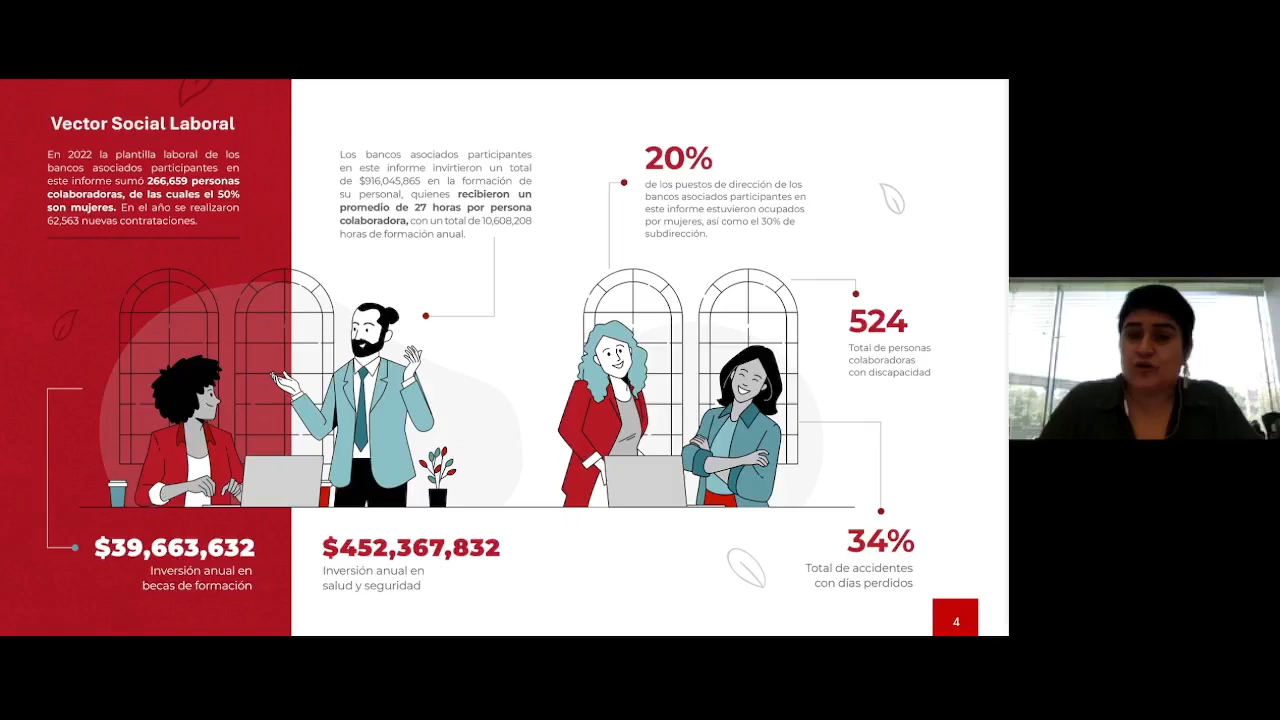 Vector Social Laboral
En 2022 la plantilla laboral de los
bancos asociados participantes en
este informe sumó 266,659 personas
colaboradoras, de las cuales el 50%
son mujeres. En el año se realizaron
62,563 nuevas contrataciones.
Los bancos asociados participantes
en este informe invirtieron un total
de $916,045,865 en la formación de
su personal, quienes recibieron un
promedio de 27 horas por persona
colaboradora, con un total de 10,608,208
horas de formación anual.
20%
de los puestos de dirección de los
bancos asociados participantes en
este informe estuvieron ocupados
por mujeres, así como el 30% de
subdirección.
524
Total de personas
colaboradoras
con discapacidad
$39,663,632
Inversión anual en
becas de formación
$452,367,832
Inversión anual en
salud y seguridad
34%
Total de accidentes
con días perdidos
4